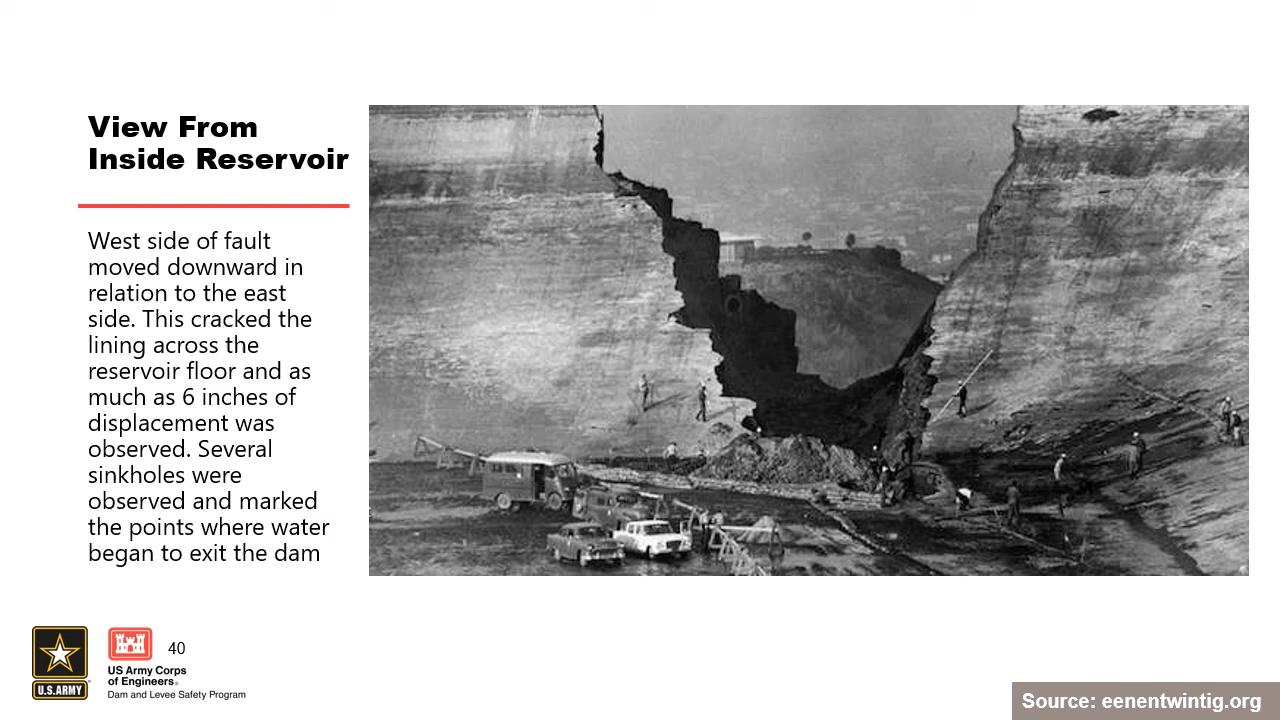 View From
Inside Reservoir
West side of fault
moved downward in
relation to the east
side. This cracked the
lining across the
reservoir floor and as
much as 6 inches of
displacement was
observed. Several
sinkholes were
observed and marked
the points where water
began to exit the dam
U.S.ARMY
US Army Corps
of Engineers®
Dam and Levee Safety Program
40
Source: eenentwintig.org